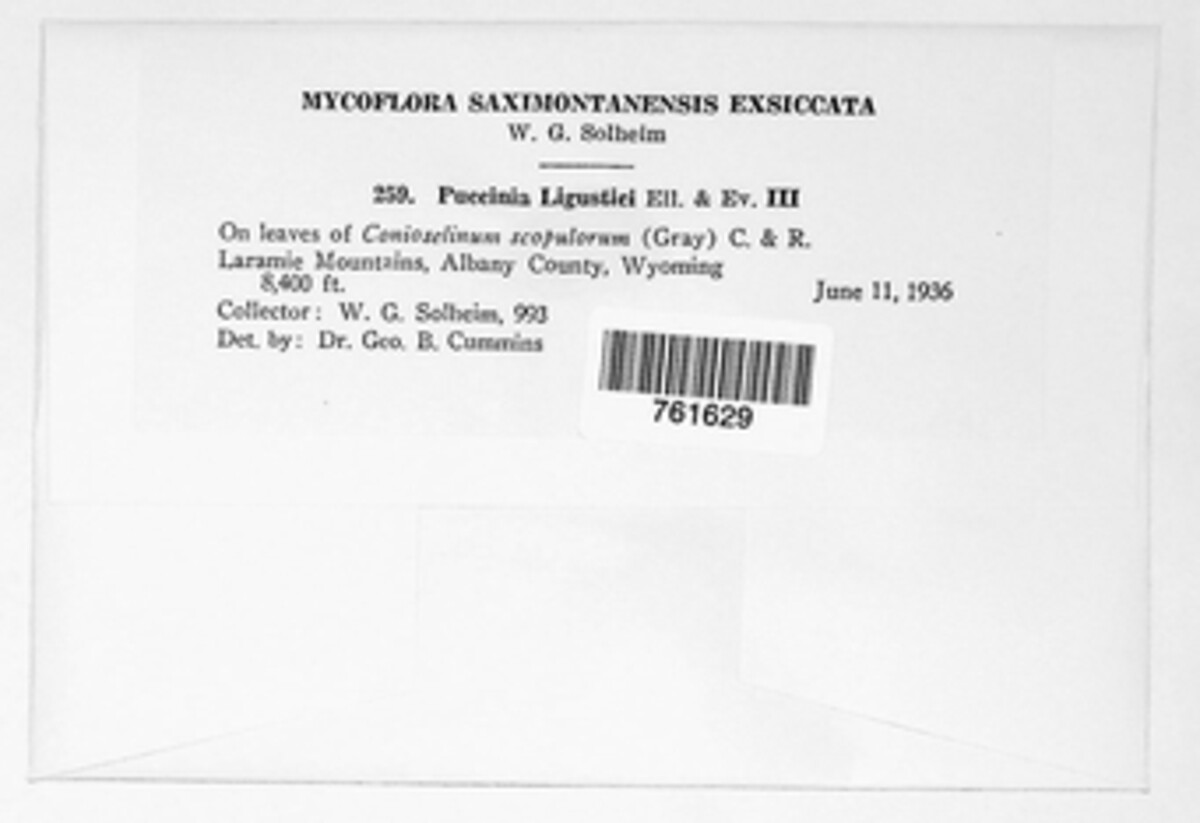 MYCOFLORA SAXIMONTANENSIS EXSICCATA
W. G. Solheim
259. Puccinia Ligustici Ell. & Ev. III
On leaves of Conioselinum scopulorum (Gray) C. & R.
Laramie Mountains, Albany County, Wyoming
8,400 ft. June 11, 1936
Collector: W. G. Solheim, 993
Det. by: Dr. Geo. B. Cummins
761629